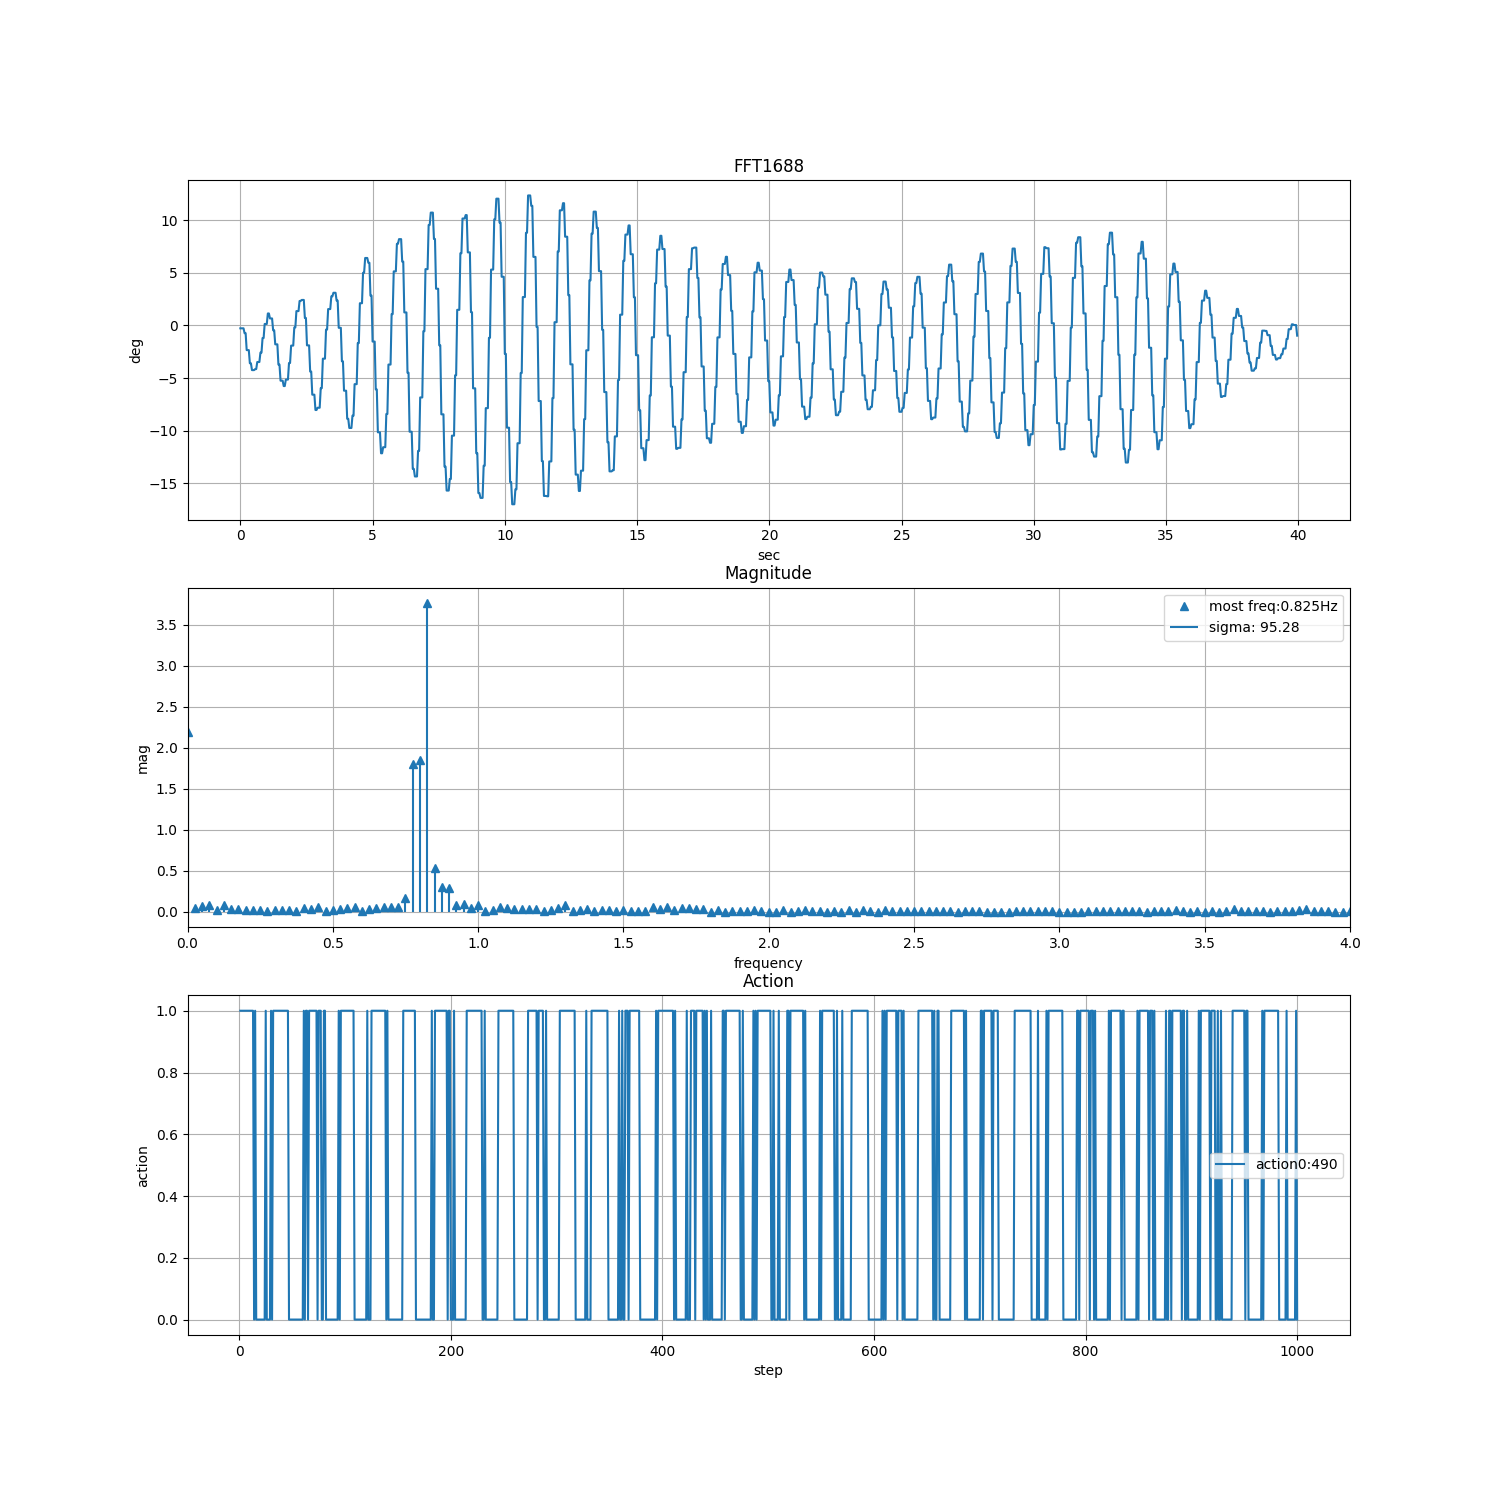 FFT1688
10
5
0
−5
−10
−15
deg
0 5 10 15 20 25 30 35 40
sec
Magnitude
most freq:0.825Hz
sigma: 95.28
3.5
3.0
2.5
2.0
1.5
1.0
0.5
0.0
mag
0.0 0.5 1.0 1.5 2.0 2.5 3.0 3.5 4.0
frequency
Action
1.0
0.8
0.6
0.4
0.2
0.0
action
action0:490
0 200 400 600 800 1000
step